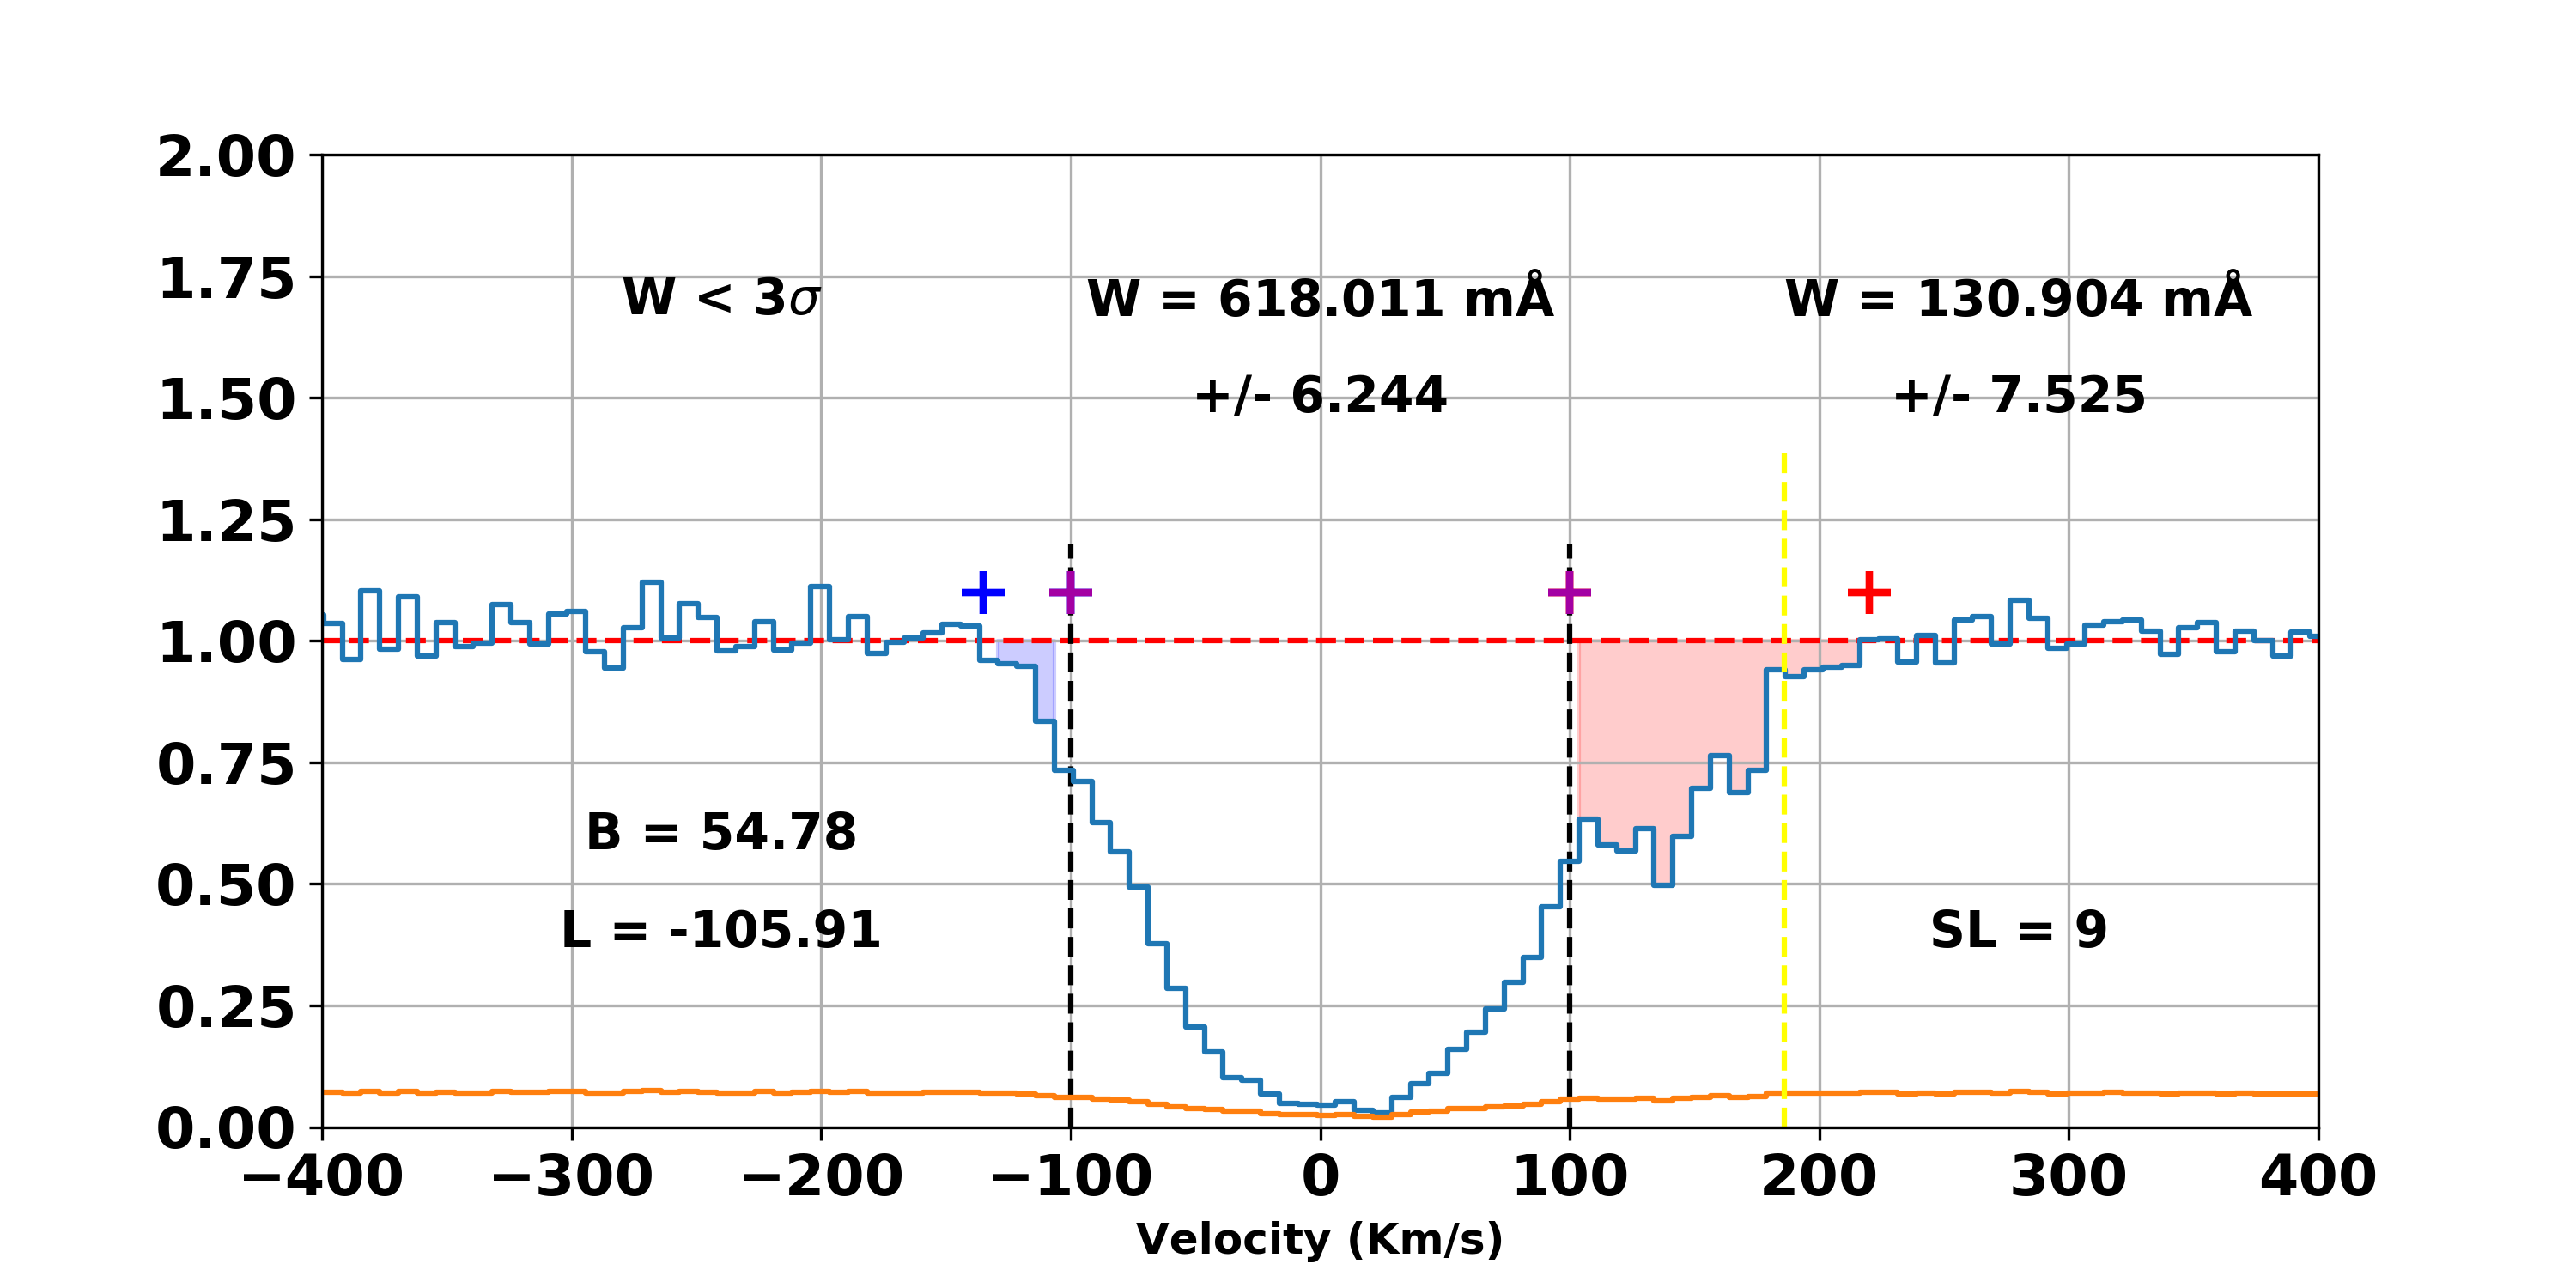 2.00
1.75
1.50
1.25
1.00
0.75
0.50
0.25
0.00
W < 3σ
W = 618.011 mÅ
+/- 6.244
W = 130.904 mÅ
+/- 7.525
B = 54.78
L = -105.91
SL = 9
−400 −300 −200 −100 0 100 200 300 400
Velocity (Km/s)